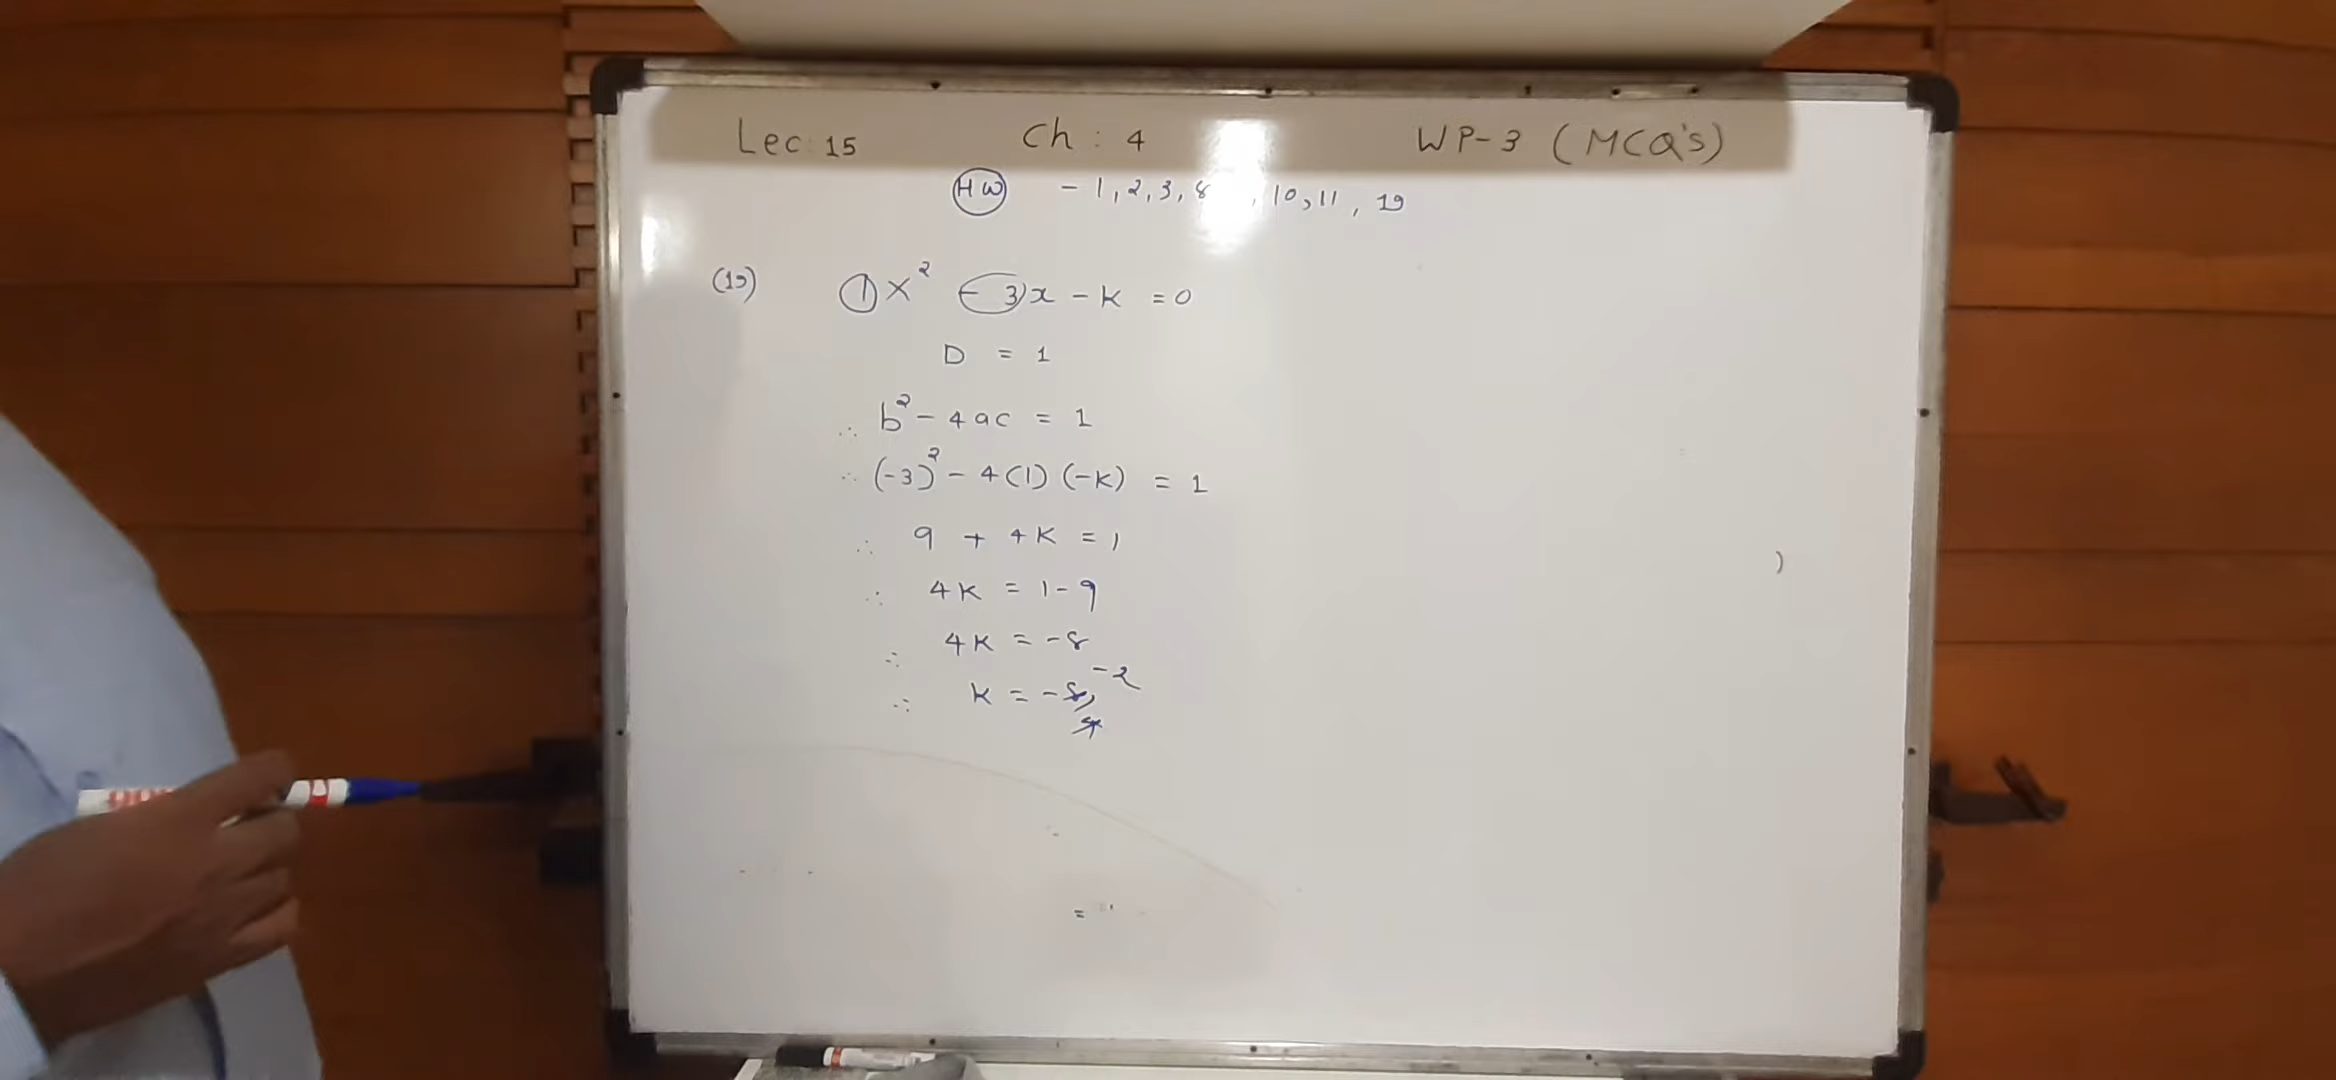 Lec: 15 Ch : 4 WP-3 (MCQ's)
HW - 1, 2, 3, 8 , 10, 11, 19
(19) 1x² - 3x - k = 0
D = 1
∴ b² - 4ac = 1
∴ (-3)² - 4(1) (-k) = 1
∴ 9 + 4k = 1
∴ 4k = 1-9
∴ 4k = -8
∴ k = -8/4 -2